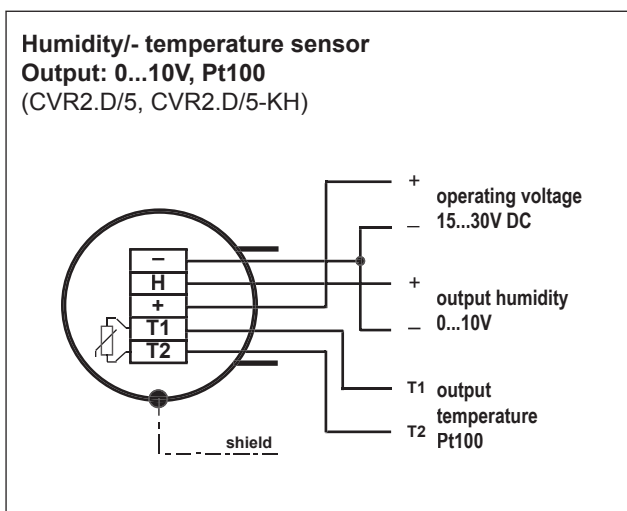 Humidity/- temperature sensor
Output: 0...10V, Pt100
(CVR2.D/5, CVR2.D/5-KH)
+
operating voltage
15...30V DC
–
–
H
+
T1
T2
+
output humidity
0...10V
–
T1 output
temperature
T2 Pt100
shield